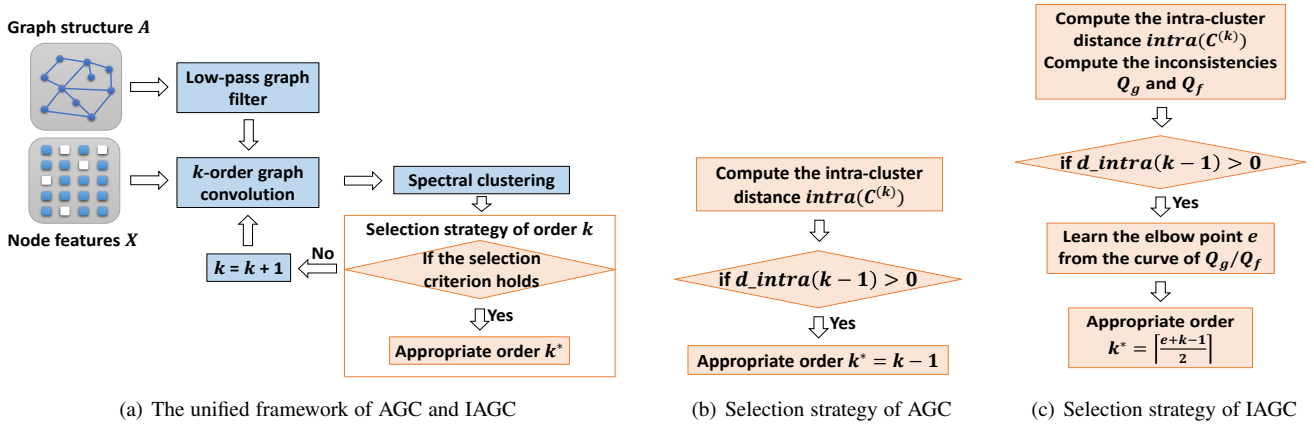 Graph structure A
Low-pass graph
filter
k-order graph
convolution
Node features X
k = k + 1
No
Spectral clustering
Selection strategy of order k
If the selection
criterion holds
Yes
Appropriate order k*
(a) The unified framework of AGC and IAGC
Compute the intra-cluster
distance intra(C^(k))
if d_intra(k − 1) > 0
Yes
Appropriate order k* = k − 1
(b) Selection strategy of AGC
Compute the intra-cluster
distance intra(C^(k))
Compute the inconsistencies
Q_g and Q_f
if d_intra(k − 1) > 0
Yes
Learn the elbow point e
from the curve of Q_g/Q_f
Appropriate order
k* = ⌈(e+k−1)/2⌉
(c) Selection strategy of IAGC